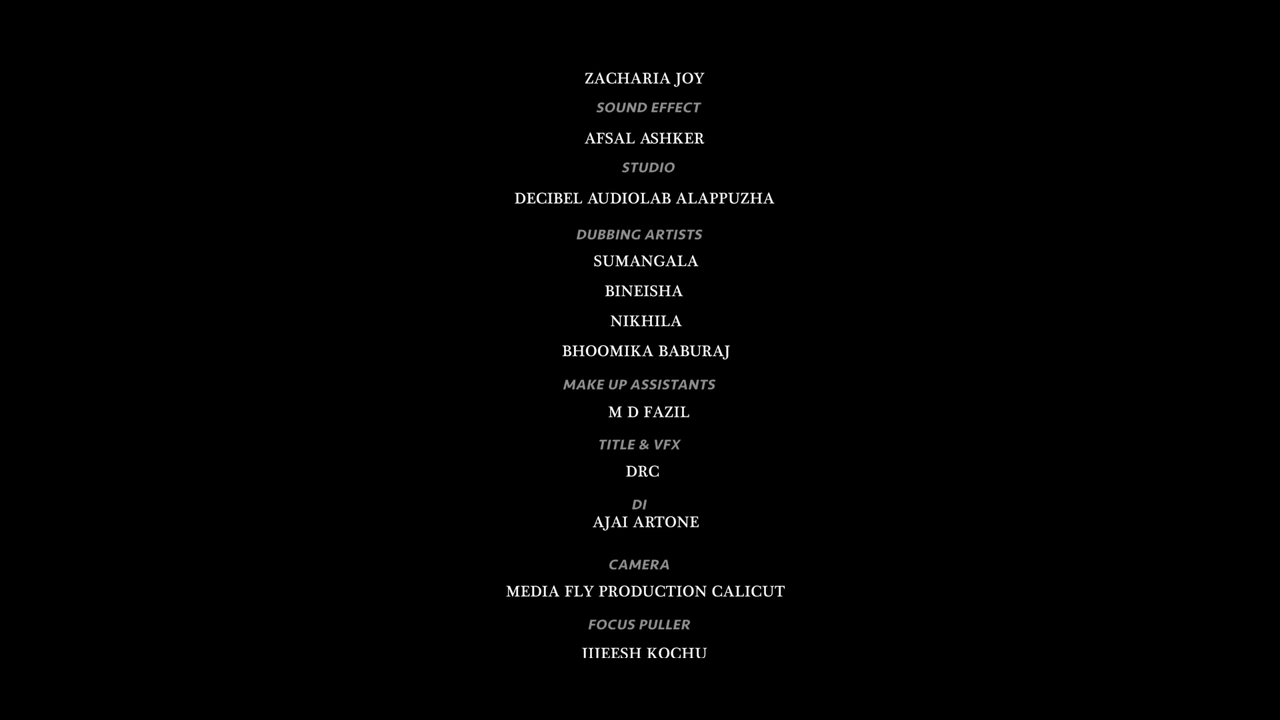 ZACHARIA JOY
SOUND EFFECT
AFSAL ASHKER
STUDIO
DECIBEL AUDIOLAB ALAPPUZHA
DUBBING ARTISTS
SUMANGALA
BINEISHA
NIKHILA
BHOOMIKA BABURAJ
MAKE UP ASSISTANTS
M D FAZIL
TITLE & VFX
DRC
DI
AJAI ARTONE
CAMERA
MEDIA FLY PRODUCTION CALICUT
FOCUS PULLER
KOCHU